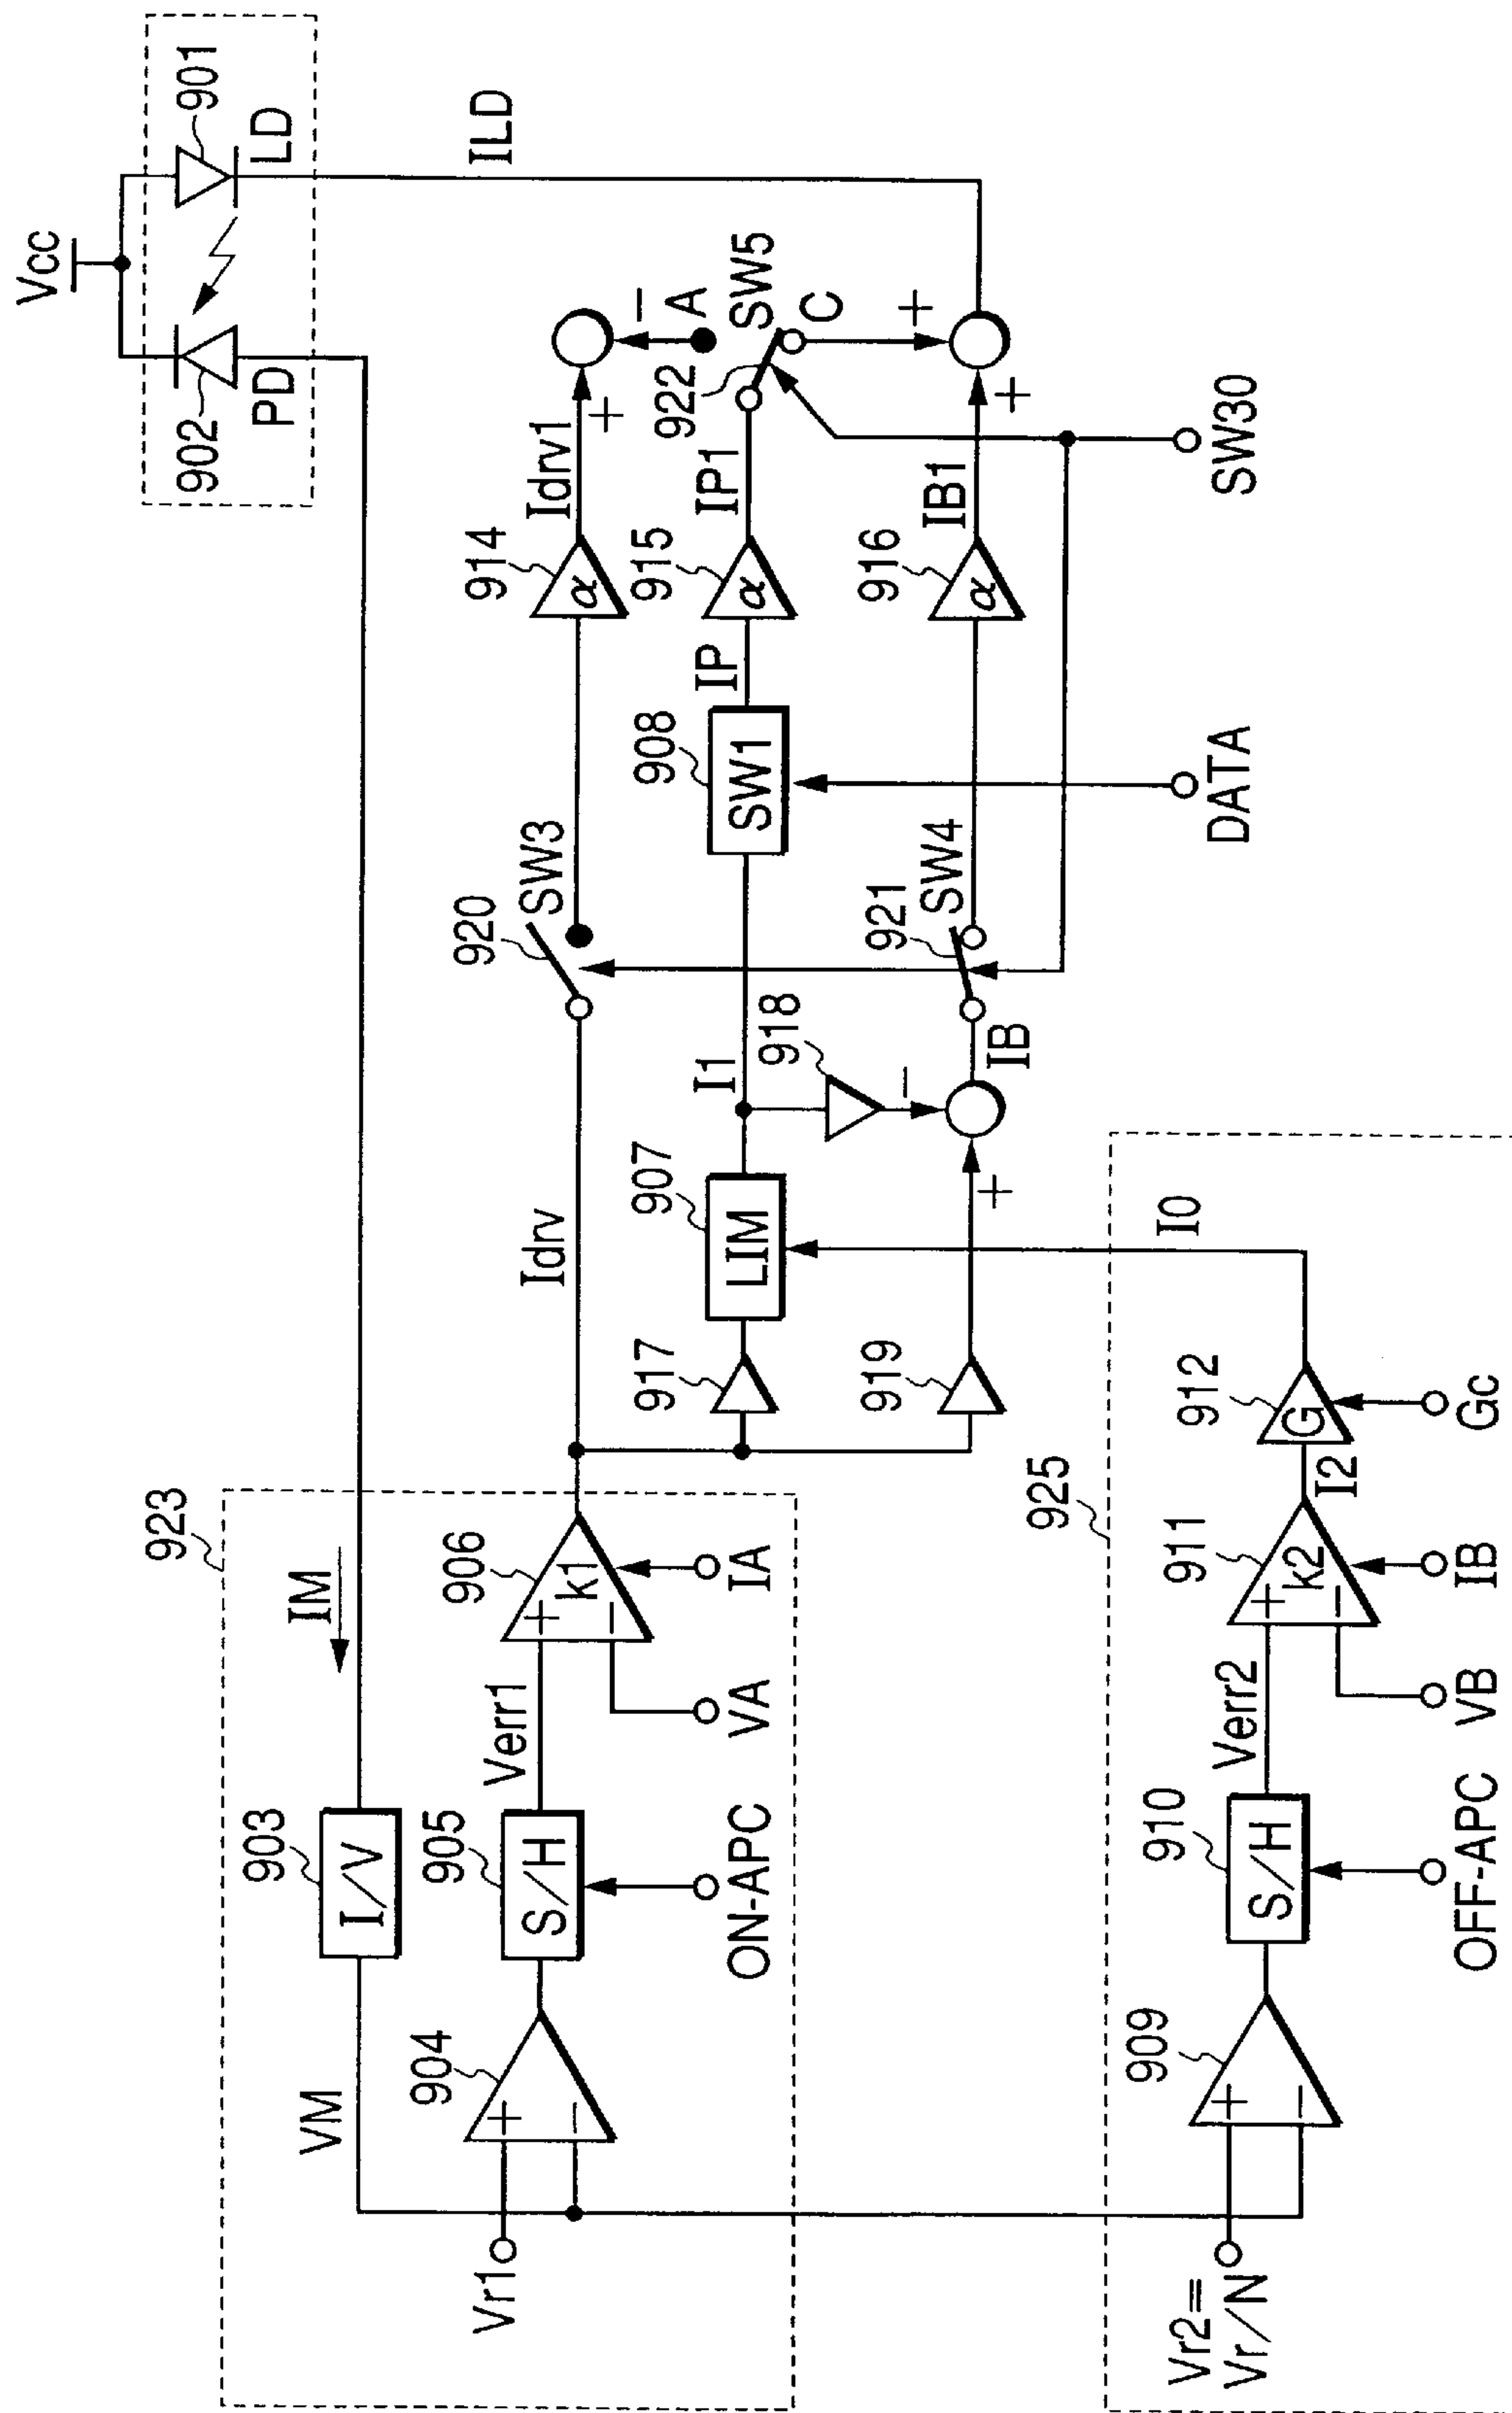 Vcc
901
LD
902
PD
ILD
923
IM
903
I/V
VM
904
+
−
Vr1
905
S/H
ON-APC
Verr1
906
k1
+
−
VA
IA
Idrv
917
907
LIM
I1
918
−
919
+
IB
920
SW3
921
SW4
908
SW1
DATA
IP
914
α
Idrv1
+
915
α
IP1
916
α
IB1
+
−
A
922
SW5
C
+
SW30
925
Vr2=
Vr/N
909
+
−
910
S/H
OFF-APC
Verr2
911
k2
+
−
VB
IB
I2
912
G
Gc
I0